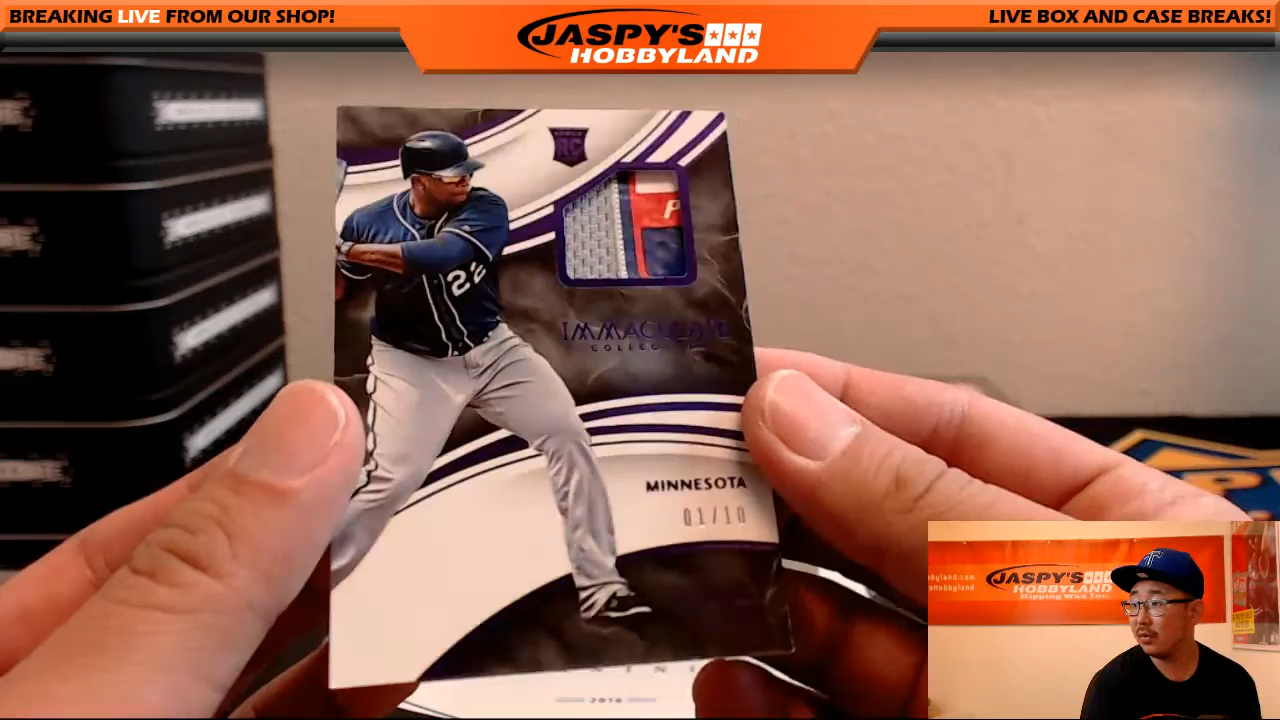 BREAKING LIVE FROM OUR SHOP!
JASPY'S
HOBBYLAND
LIVE BOX AND CASE BREAKS!
RC
P
22
IMMACULATE
COLLECTION
MINNESOTA
01/10
2016
JASPY'S
HOBBYLAND
Ripping Wax Inc.